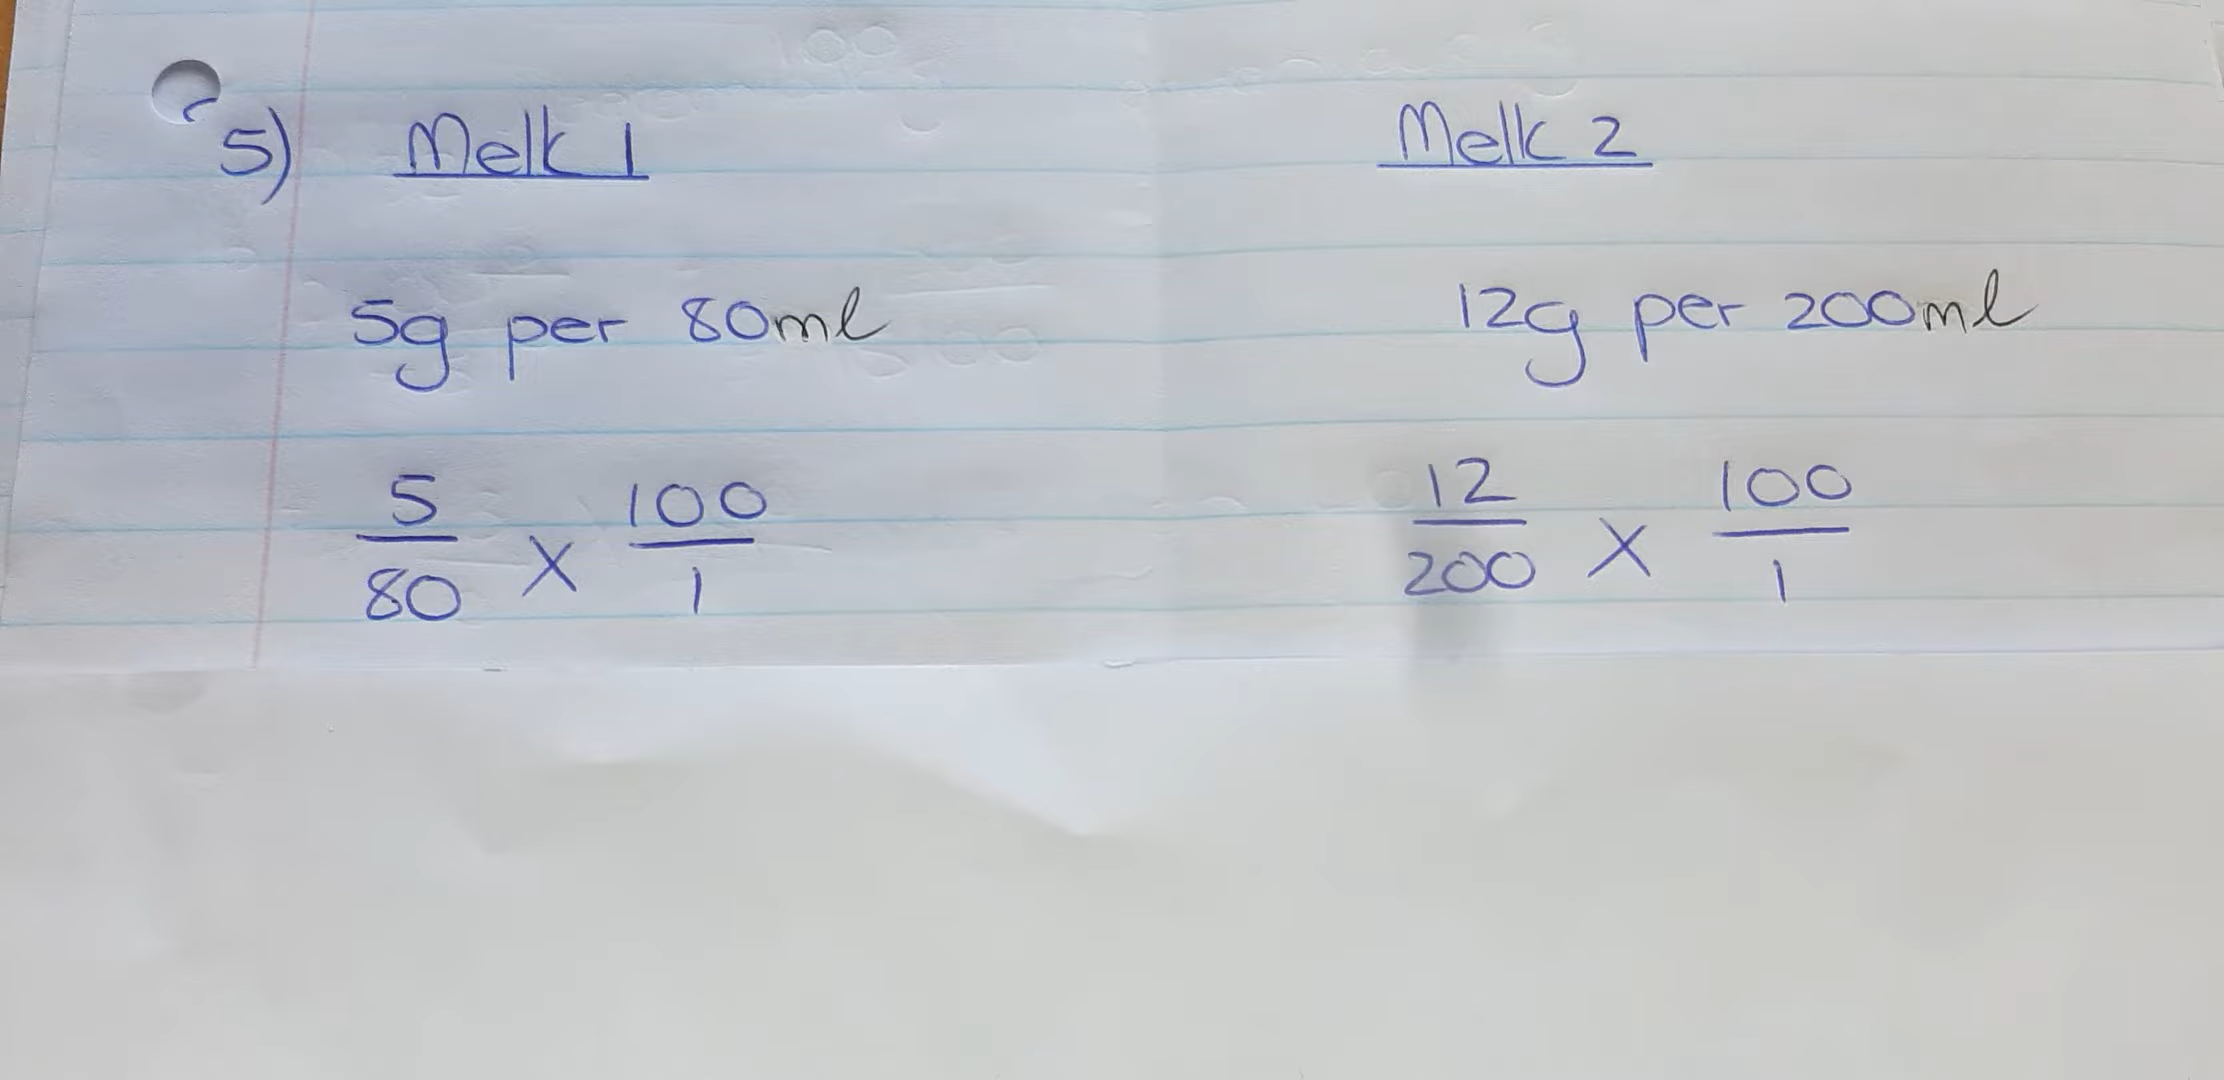 5) Melk 1 Melk 2
5g per 80ml 12g per 200ml
5/80 x 100/1 12/200 x 100/1